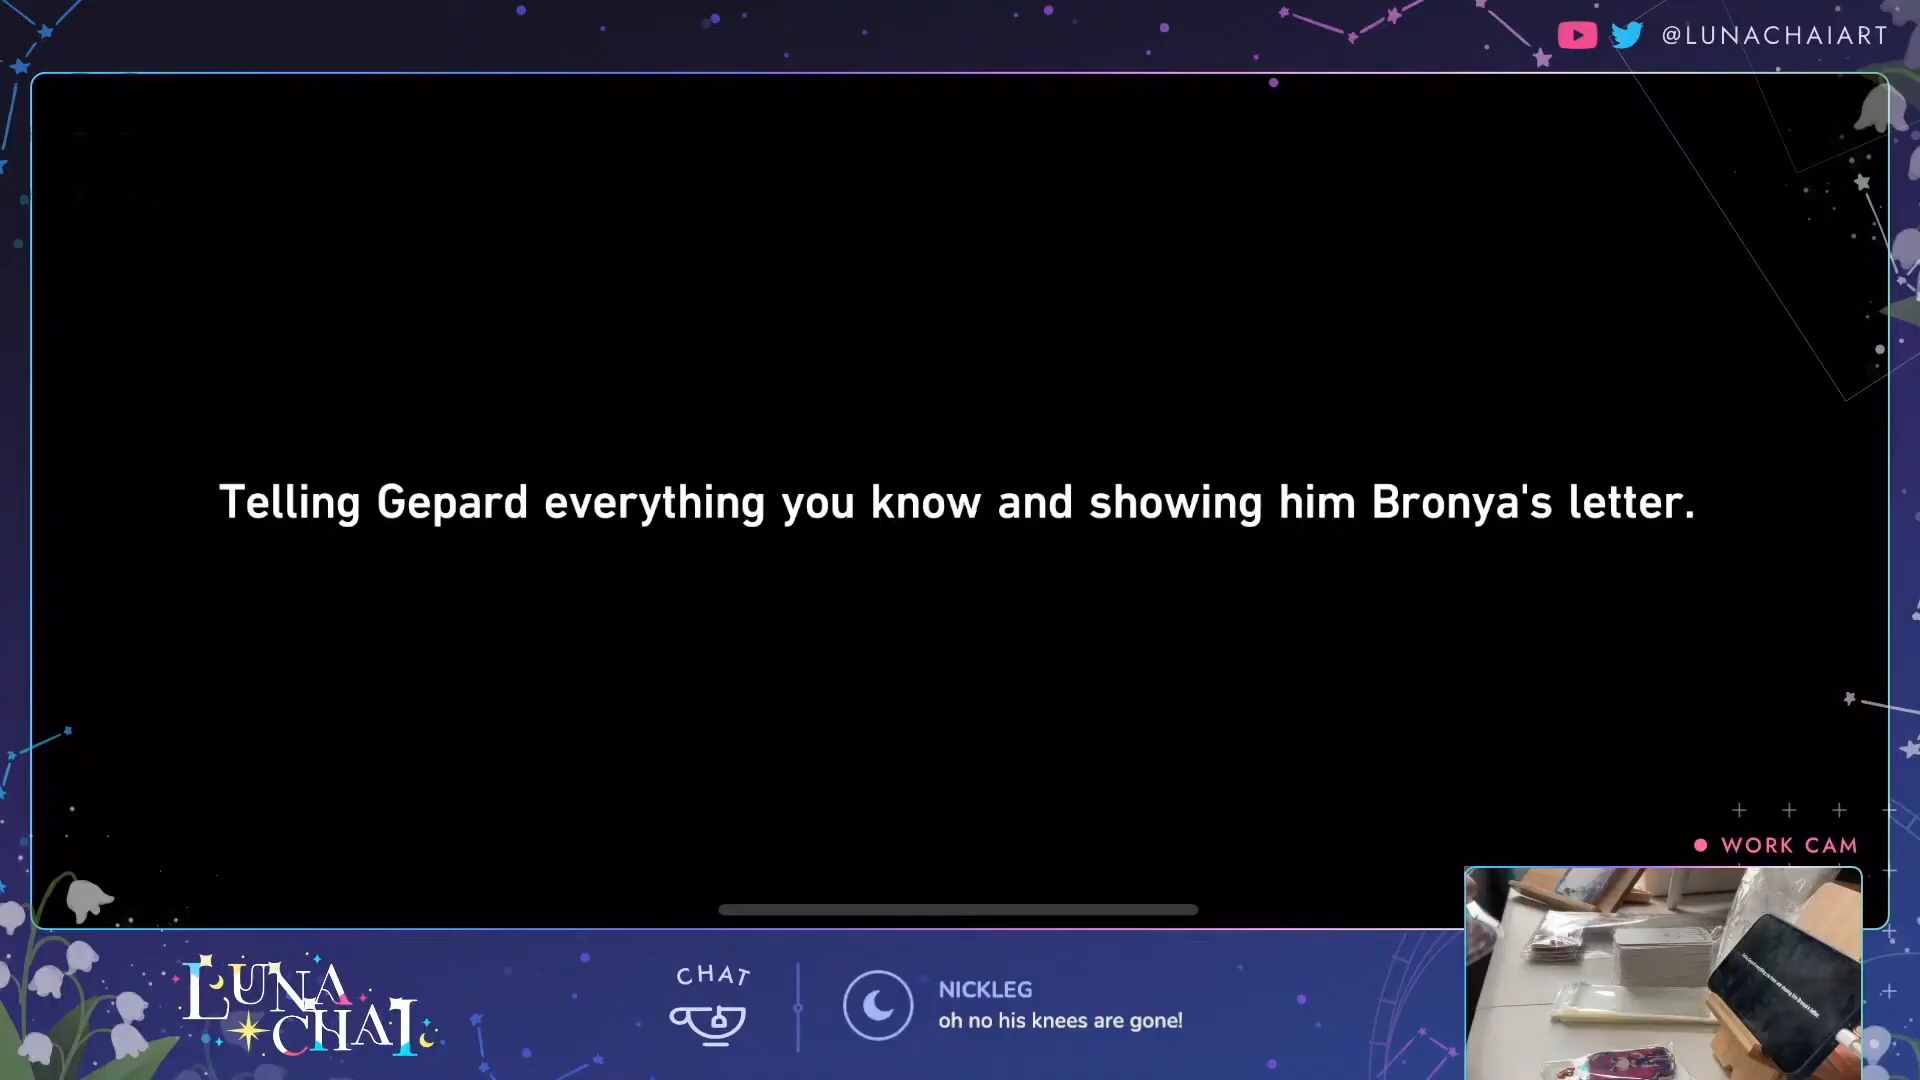 @LUNACHAIART
Telling Gepard everything you know and showing him Bronya's letter.
WORK CAM
LUNA
CHAI
CHAT
NICKLEG
oh no his knees are gone!